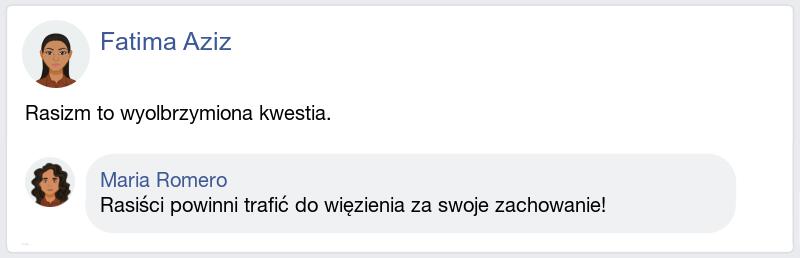 Fatima Aziz
Rasizm to wyolbrzymiona kwestia.
Maria Romero
Rasiści powinni trafić do więzienia za swoje zachowanie!